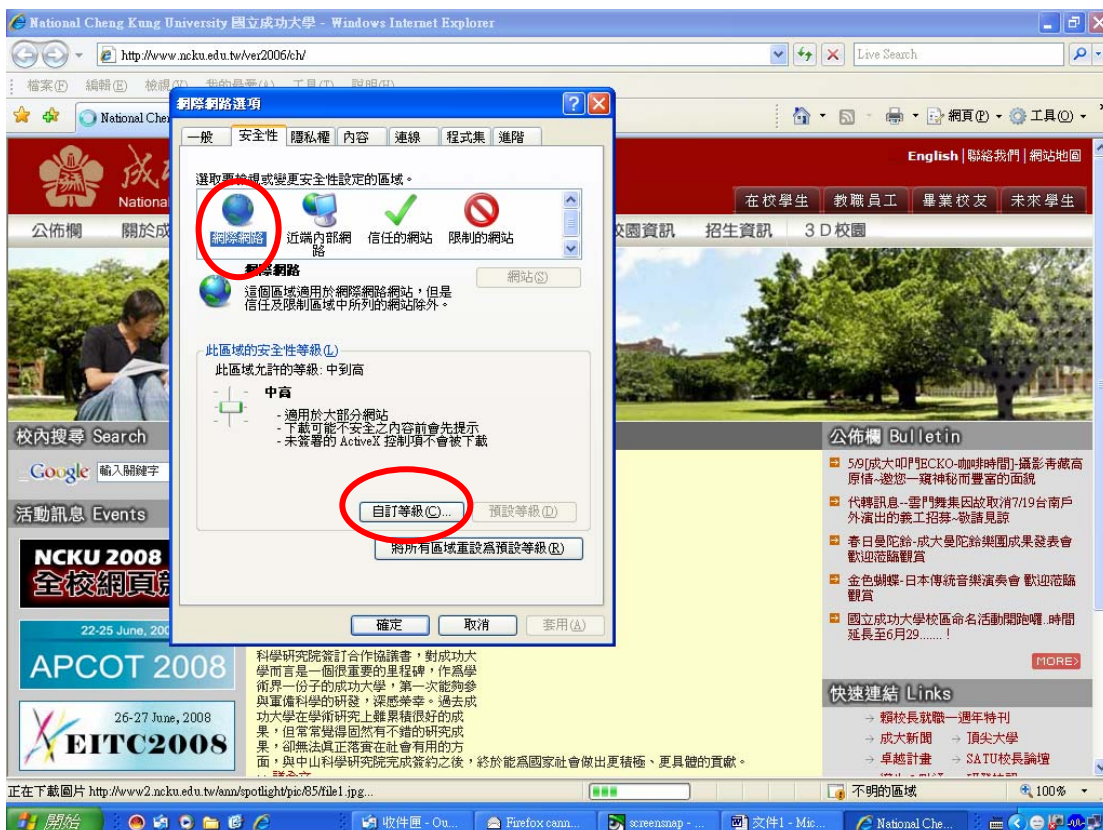 National Cheng Kung University 國立成功大學 - Windows Internet Explorer
http://www.ncku.edu.tw/ver2006/ch/
Live Search
檔案(F) 編輯(E) 檢視(V) 我的最愛(A) 工具(T) 說明(H)
National Cher
網頁(P)
工具(O)
English | 聯絡我們 | 網站地圖
成
National
在校學生 教職員工 畢業校友 未來學生
公佈欄 關於成 校園資訊 招生資訊 3D校園
網際網路選項
一般 安全性 隱私權 內容 連線 程式集 進階
選取要檢視或變更安全性設定的區域。
網際網路 近端內部網路 信任的網站 限制的網站
網際網路
網站(S)
這個區域適用於網際網路網站，但是
信任及限制區域中所列的網站除外。
此區域的安全性等級(L)
此區域允許的等級: 中到高
中高
- 適用於大部分網站
- 下載可能不安全之內容前會先提示
- 未簽署的 ActiveX 控制項不會被下載
自訂等級(C)... 預設等級(D)
將所有區域重設為預設等級(R)
確定 取消 套用(A)
校內搜尋 Search
Google 輸入關鍵字
活動訊息 Events
NCKU 2008
全校網頁競
22-25 June, 200
APCOT 2008
26-27 June, 2008
EITC2008
科學研究院簽訂合作協議書，對成功大
學而言是一個很重要的里程碑，作為學
術界一份子的成功大學，第一次能夠參
與軍備科學的研發，深感榮幸。過去成
功大學在學術研究上雖累積很好的成
果，但常常覺得固然有不錯的研究成
果，卻無法真正落實在社會有用的方
面，與中山科學研究院完成簽約之後，終於能為國家社會做出更積極、更具體的貢獻。
公佈欄 Bulletin
5/9[成大叩門ECKO-咖啡時間]-攝影青藏高
原情~邀您一窺神秘而豐富的面貌
代轉訊息--雲門舞集因故取消7/19台南戶
外演出的義工招募~敬請見諒
春日曼陀鈴-成大曼陀鈴樂團成果發表會
歡迎蒞臨觀賞
金色蝴蝶-日本傳統音樂演奏會 歡迎蒞臨
觀賞
國立成功大學校區命名活動開跑囉..時間
延長至6月29.......!
MORE
快速連結 Links
→ 賴校長就職一週年特刊
→ 成大新聞 → 頂尖大學
→ 卓越計畫 → SATU校長論壇
正在下載圖片 http://www2.ncku.edu.tw/ann/spotlight/pic/85/file1.jpg...
不明的區域
100%
開始
收件匣 - Ou...
Firefox cann...
screensnap - ...
文件1 - Mic...
National Che...